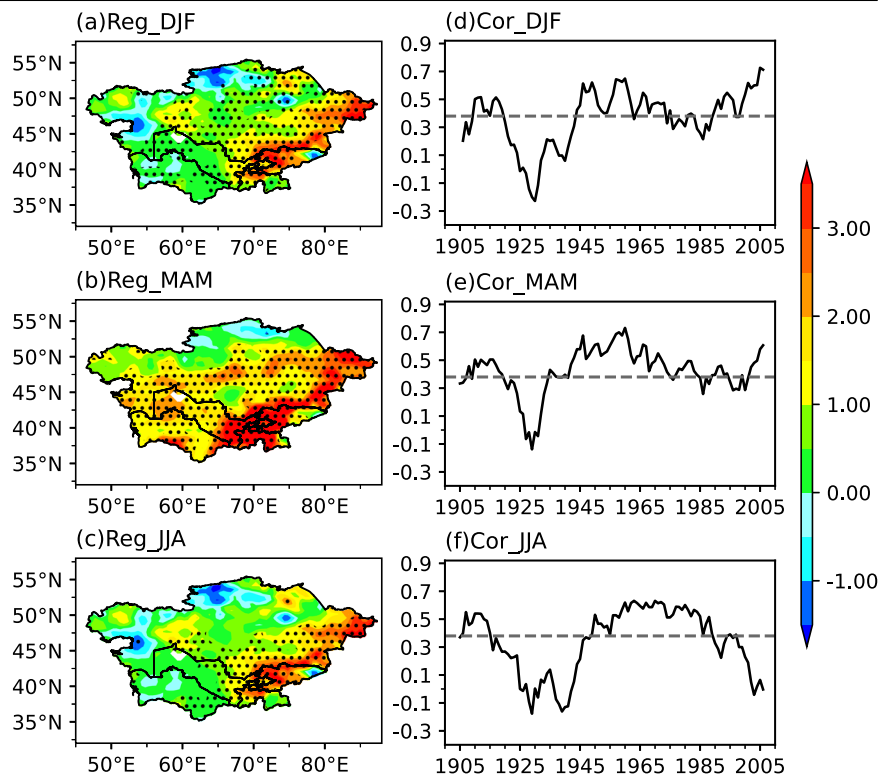 (a)Reg_DJF
55°N
50°N
45°N
40°N
35°N
50°E 60°E 70°E 80°E
(d)Cor_DJF
0.9
0.7
0.5
0.3
0.1
-0.1
-0.3
1905 1925 1945 1965 1985 2005
(b)Reg_MAM
55°N
50°N
45°N
40°N
35°N
50°E 60°E 70°E 80°E
(e)Cor_MAM
0.9
0.7
0.5
0.3
0.1
-0.1
-0.3
1905 1925 1945 1965 1985 2005
(c)Reg_JJA
55°N
50°N
45°N
40°N
35°N
50°E 60°E 70°E 80°E
(f)Cor_JJA
0.9
0.7
0.5
0.3
0.1
-0.1
-0.3
1905 1925 1945 1965 1985 2005
3.00
2.00
1.00
0.00
-1.00